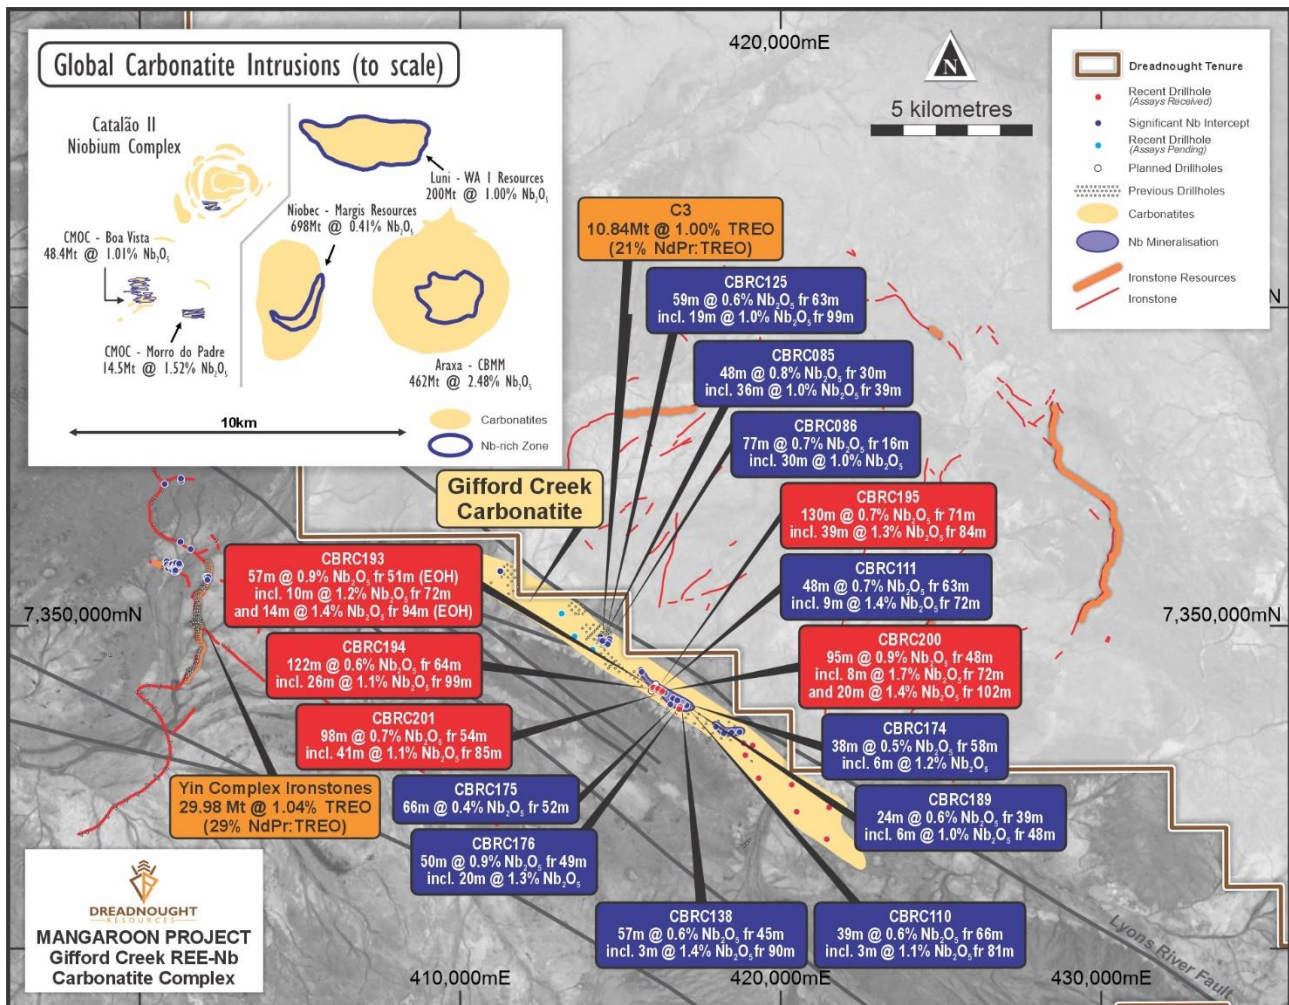 Global Carbonatite Intrusions (to scale)
Catalão II
Niobium Complex
Luni - WA 1 Resources
200Mt @ 1.00% Nb₂O₅
Niobec - Margis Resources
698Mt @ 0.41% Nb₂O₅
CMOC - Boa Vista
48.4Mt @ 1.01% Nb₂O₅
CMOC - Morro do Padre
14.5Mt @ 1.52% Nb₂O₅
Araxa - CBMM
462Mt @ 2.48% Nb₂O₅
10km
Carbonatites
Nb-rich Zone
420,000mE
N
5 kilometres
Dreadnought Tenure
Recent Drillhole
(Assays Received)
Significant Nb Intercept
Recent Drillhole
(Assays Pending)
Planned Drillholes
Previous Drillholes
Carbonatites
Nb Mineralisation
Ironstone Resources
Ironstone
N
C3
10.84Mt @ 1.00% TREO
(21% NdPr:TREO)
CBRC125
59m @ 0.6% Nb₂O₅ fr 63m
incl. 19m @ 1.0% Nb₂O₅ fr 99m
CBRC085
48m @ 0.8% Nb₂O₅ fr 30m
incl. 36m @ 1.0% Nb₂O₅ fr 39m
CBRC086
77m @ 0.7% Nb₂O₅ fr 16m
incl. 30m @ 1.0% Nb₂O₅
Gifford Creek
Carbonatite
CBRC195
130m @ 0.7% Nb₂O₅ fr 71m
incl. 39m @ 1.3% Nb₂O₅ fr 84m
CBRC193
57m @ 0.9% Nb₂O₅ fr 51m (EOH)
incl. 10m @ 1.2% Nb₂O₅ fr 72m
and 14m @ 1.4% Nb₂O₅ fr 94m (EOH)
CBRC111
48m @ 0.7% Nb₂O₅ fr 63m
incl. 9m @ 1.4% Nb₂O₅ fr 72m
7,350,000mN
7,350,000mN
CBRC194
122m @ 0.6% Nb₂O₅ fr 64m
incl. 26m @ 1.1% Nb₂O₅ fr 99m
CBRC200
95m @ 0.9% Nb₂O₅ fr 48m
incl. 8m @ 1.7% Nb₂O₅ fr 72m
and 20m @ 1.4% Nb₂O₅ fr 102m
CBRC201
98m @ 0.7% Nb₂O₅ fr 54m
incl. 41m @ 1.1% Nb₂O₅ fr 85m
CBRC174
38m @ 0.5% Nb₂O₅ fr 58m
incl. 6m @ 1.2% Nb₂O₅
Yin Complex Ironstones
29.98 Mt @ 1.04% TREO
(29% NdPr:TREO)
CBRC175
66m @ 0.4% Nb₂O₅ fr 52m
CBRC189
24m @ 0.6% Nb₂O₅ fr 39m
incl. 6m @ 1.0% Nb₂O₅ fr 48m
CBRC176
50m @ 0.9% Nb₂O₅ fr 49m
incl. 20m @ 1.3% Nb₂O₅
CBRC138
57m @ 0.6% Nb₂O₅ fr 45m
incl. 3m @ 1.4% Nb₂O₅ fr 90m
CBRC110
39m @ 0.6% Nb₂O₅ fr 66m
incl. 3m @ 1.1% Nb₂O₅ fr 81m
DREADNOUGHT
RESOURCES
MANGAROON PROJECT
Gifford Creek REE-Nb
Carbonatite Complex
410,000mE
420,000mE
430,000mE
Lyons River Fault